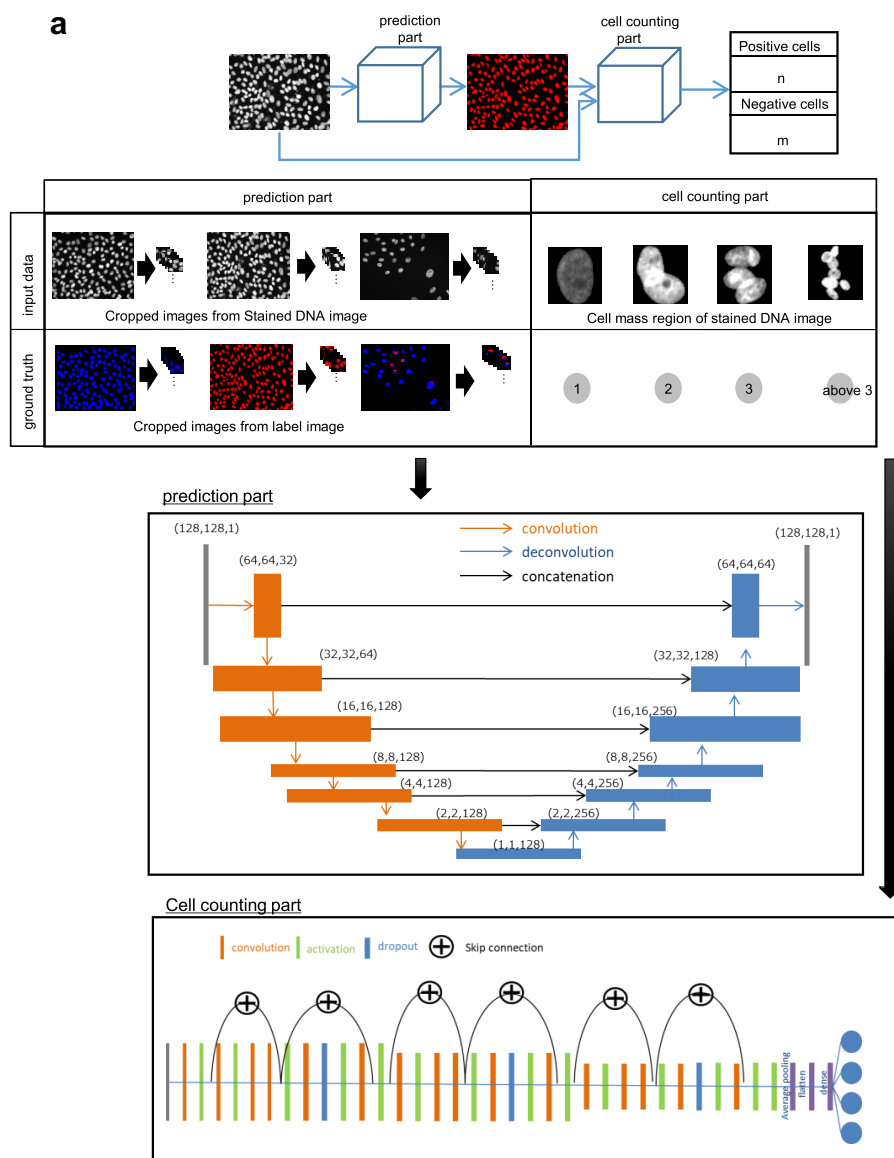 a
prediction
part
cell counting
part
Positive cells
n
Negative cells
m
prediction part
cell counting part
input data
Cropped images from Stained DNA image
Cell mass region of stained DNA image
ground truth
Cropped images from label image
1
2
3
above 3
prediction part
convolution
deconvolution
concatenation
(128,128,1)
(128,128,1)
(64,64,32)
(64,64,64)
(32,32,64)
(32,32,128)
(16,16,128)
(16,16,256)
(8,8,128)
(8,8,256)
(4,4,128)
(4,4,256)
(2,2,128)
(2,2,256)
(1,1,128)
Cell counting part
convolution
activation
dropout
Skip connection
Average pooling
flatten
dense